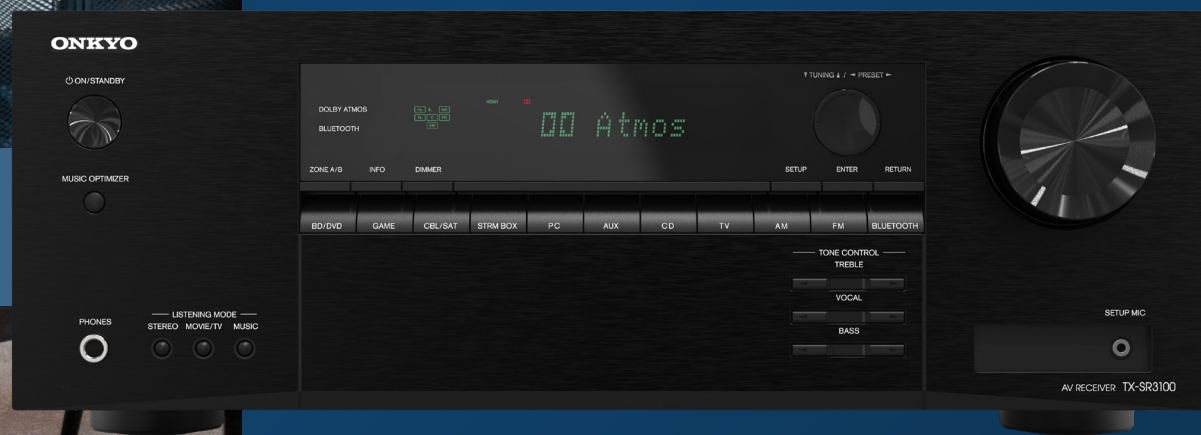 ONKYO
ON/STANDBY
MUSIC OPTIMIZER
PHONES
LISTENING MODE
STEREO MOVIE/TV MUSIC
TUNING / PRESET
DOLBY ATMOS
BLUETOOTH
HDMI
Atmos
ZONE A/B INFO DIMMER SETUP ENTER RETURN
BD/DVD GAME CBL/SAT STRM BOX PC AUX CD TV AM FM BLUETOOTH
TONE CONTROL
TREBLE
VOCAL
BASS
SETUP MIC
AV RECEIVER TX-SR3100